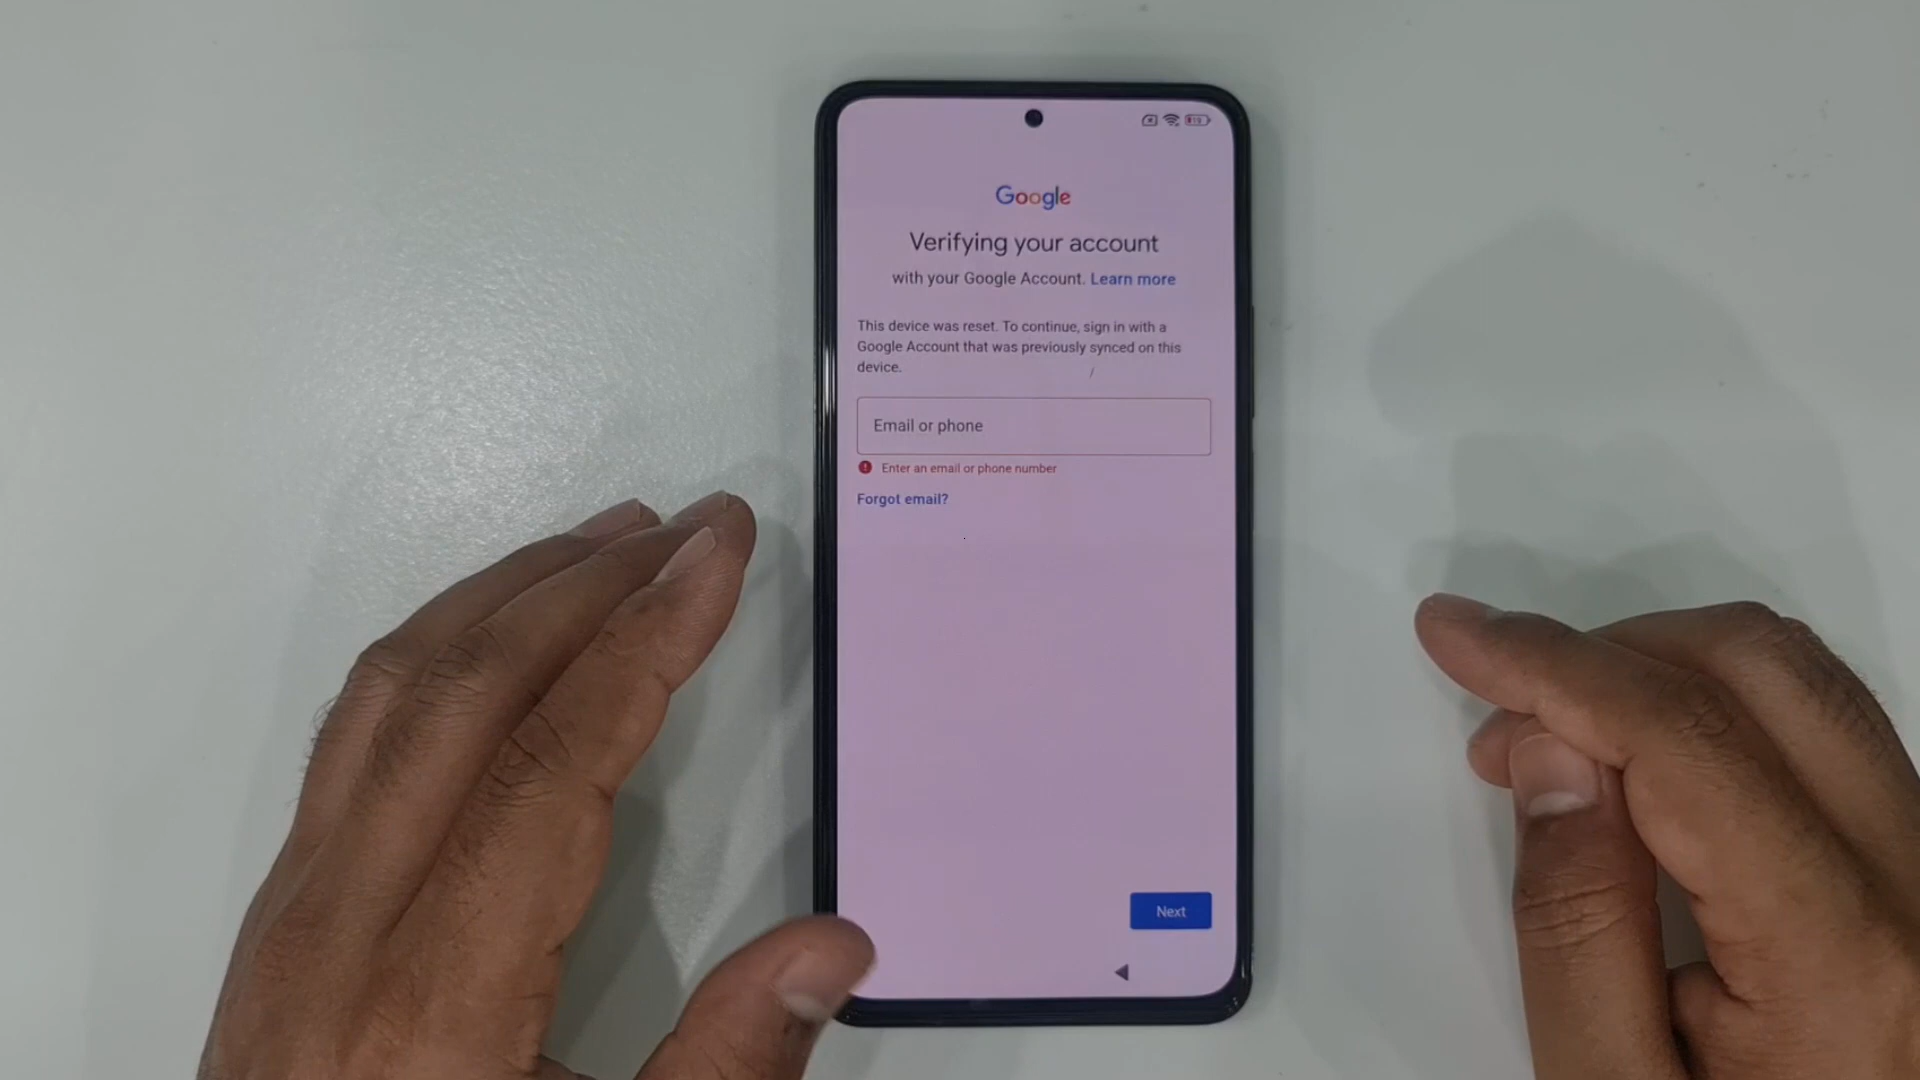 Google
Verifying your account
with your Google Account. Learn more
This device was reset. To continue, sign in with a
Google Account that was previously synced on this
device.
Email or phone
Enter an email or phone number
Forgot email?
Next